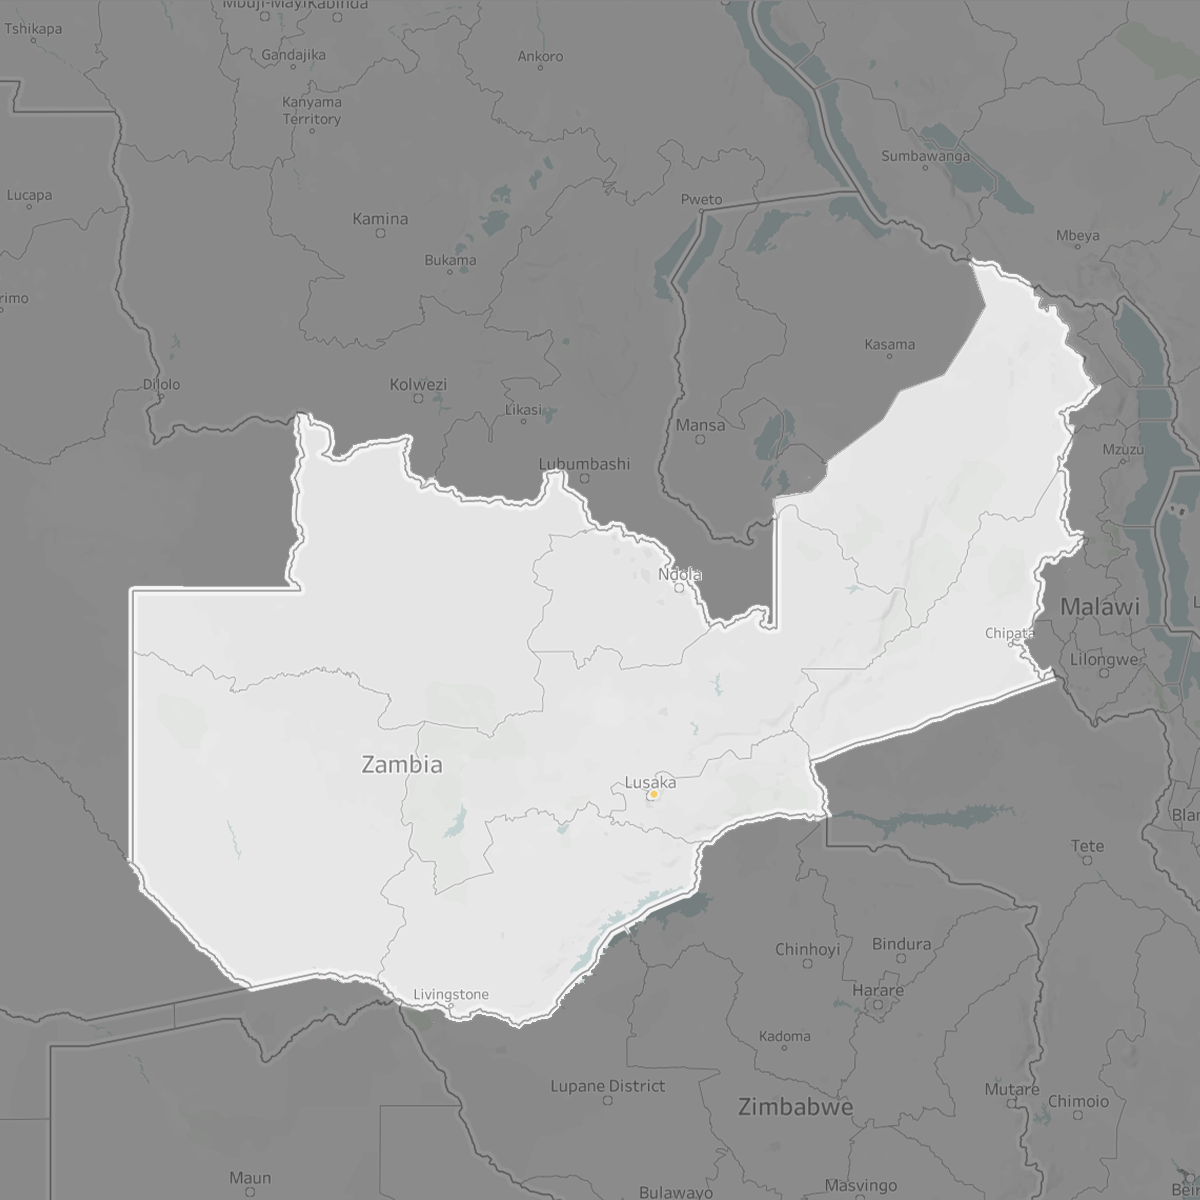 Mbuji-Mayi
Kabinda
Tshikapa
Gandajika
Ankoro
Kanyama
Territory
Sumbawanga
Lucapa
Pweto
Kamina
Mbeya
Bukama
rimo
Kasama
Dilolo
Kolwezi
Likasi
Mansa
Mzuzu
Lubumbashi
Ndola
Malawi
Chipata
Lilongwe
Zambia
Lusaka
Tete
Chinhoyi
Bindura
Harare
Livingstone
Kadoma
Lupane District
Mutare
Chimoio
Zimbabwe
Maun
Masvingo
Bulawayo